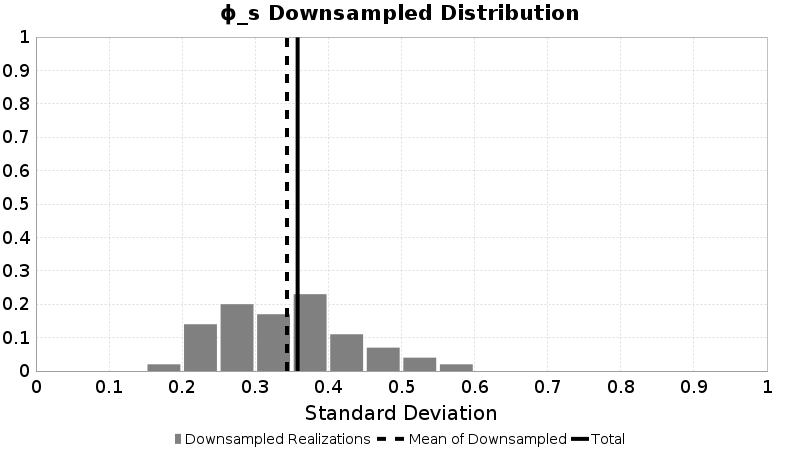 ϕ_s Downsampled Distribution
1
0.9
0.8
0.7
0.6
0.5
0.4
0.3
0.2
0.1
0
0 0.1 0.2 0.3 0.4 0.5 0.6 0.7 0.8 0.9 1
Standard Deviation
Downsampled Realizations Mean of Downsampled Total